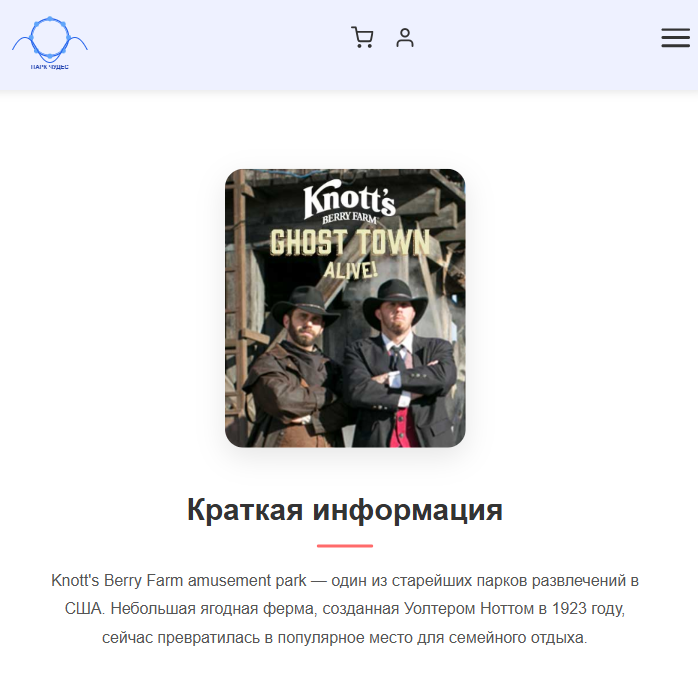 ПАРК ЧУДЕС
Knott's
BERRY FARM
GHOST TOWN
ALIVE!
Краткая информация
Knott's Berry Farm amusement park — один из старейших парков развлечений в
США. Небольшая ягодная ферма, созданная Уолтером Ноттом в 1923 году,
сейчас превратилась в популярное место для семейного отдыха.